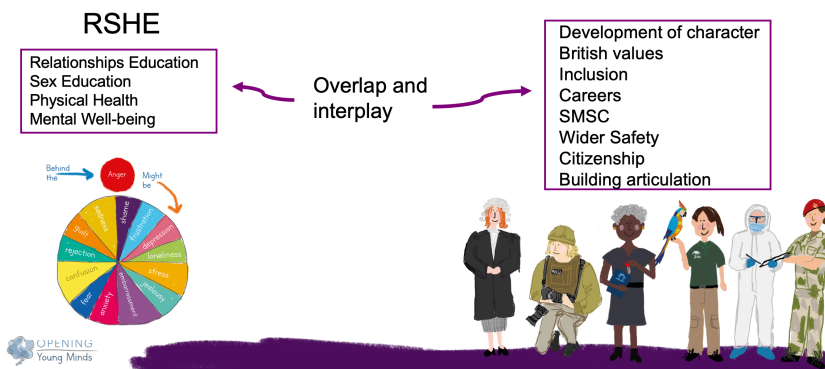 RSHE
Relationships Education
Sex Education
Physical Health
Mental Well-being
Overlap and
interplay
Development of character
British values
Inclusion
Careers
SMSC
Wider Safety
Citizenship
Building articulation
Behind
the
Anger
Might
be
shame
frustration
depression
loneliness
stress
jealousy
embarrassment
anxiety
fear
confusion
rejection
guilt
sadness
OPENING
Young Minds